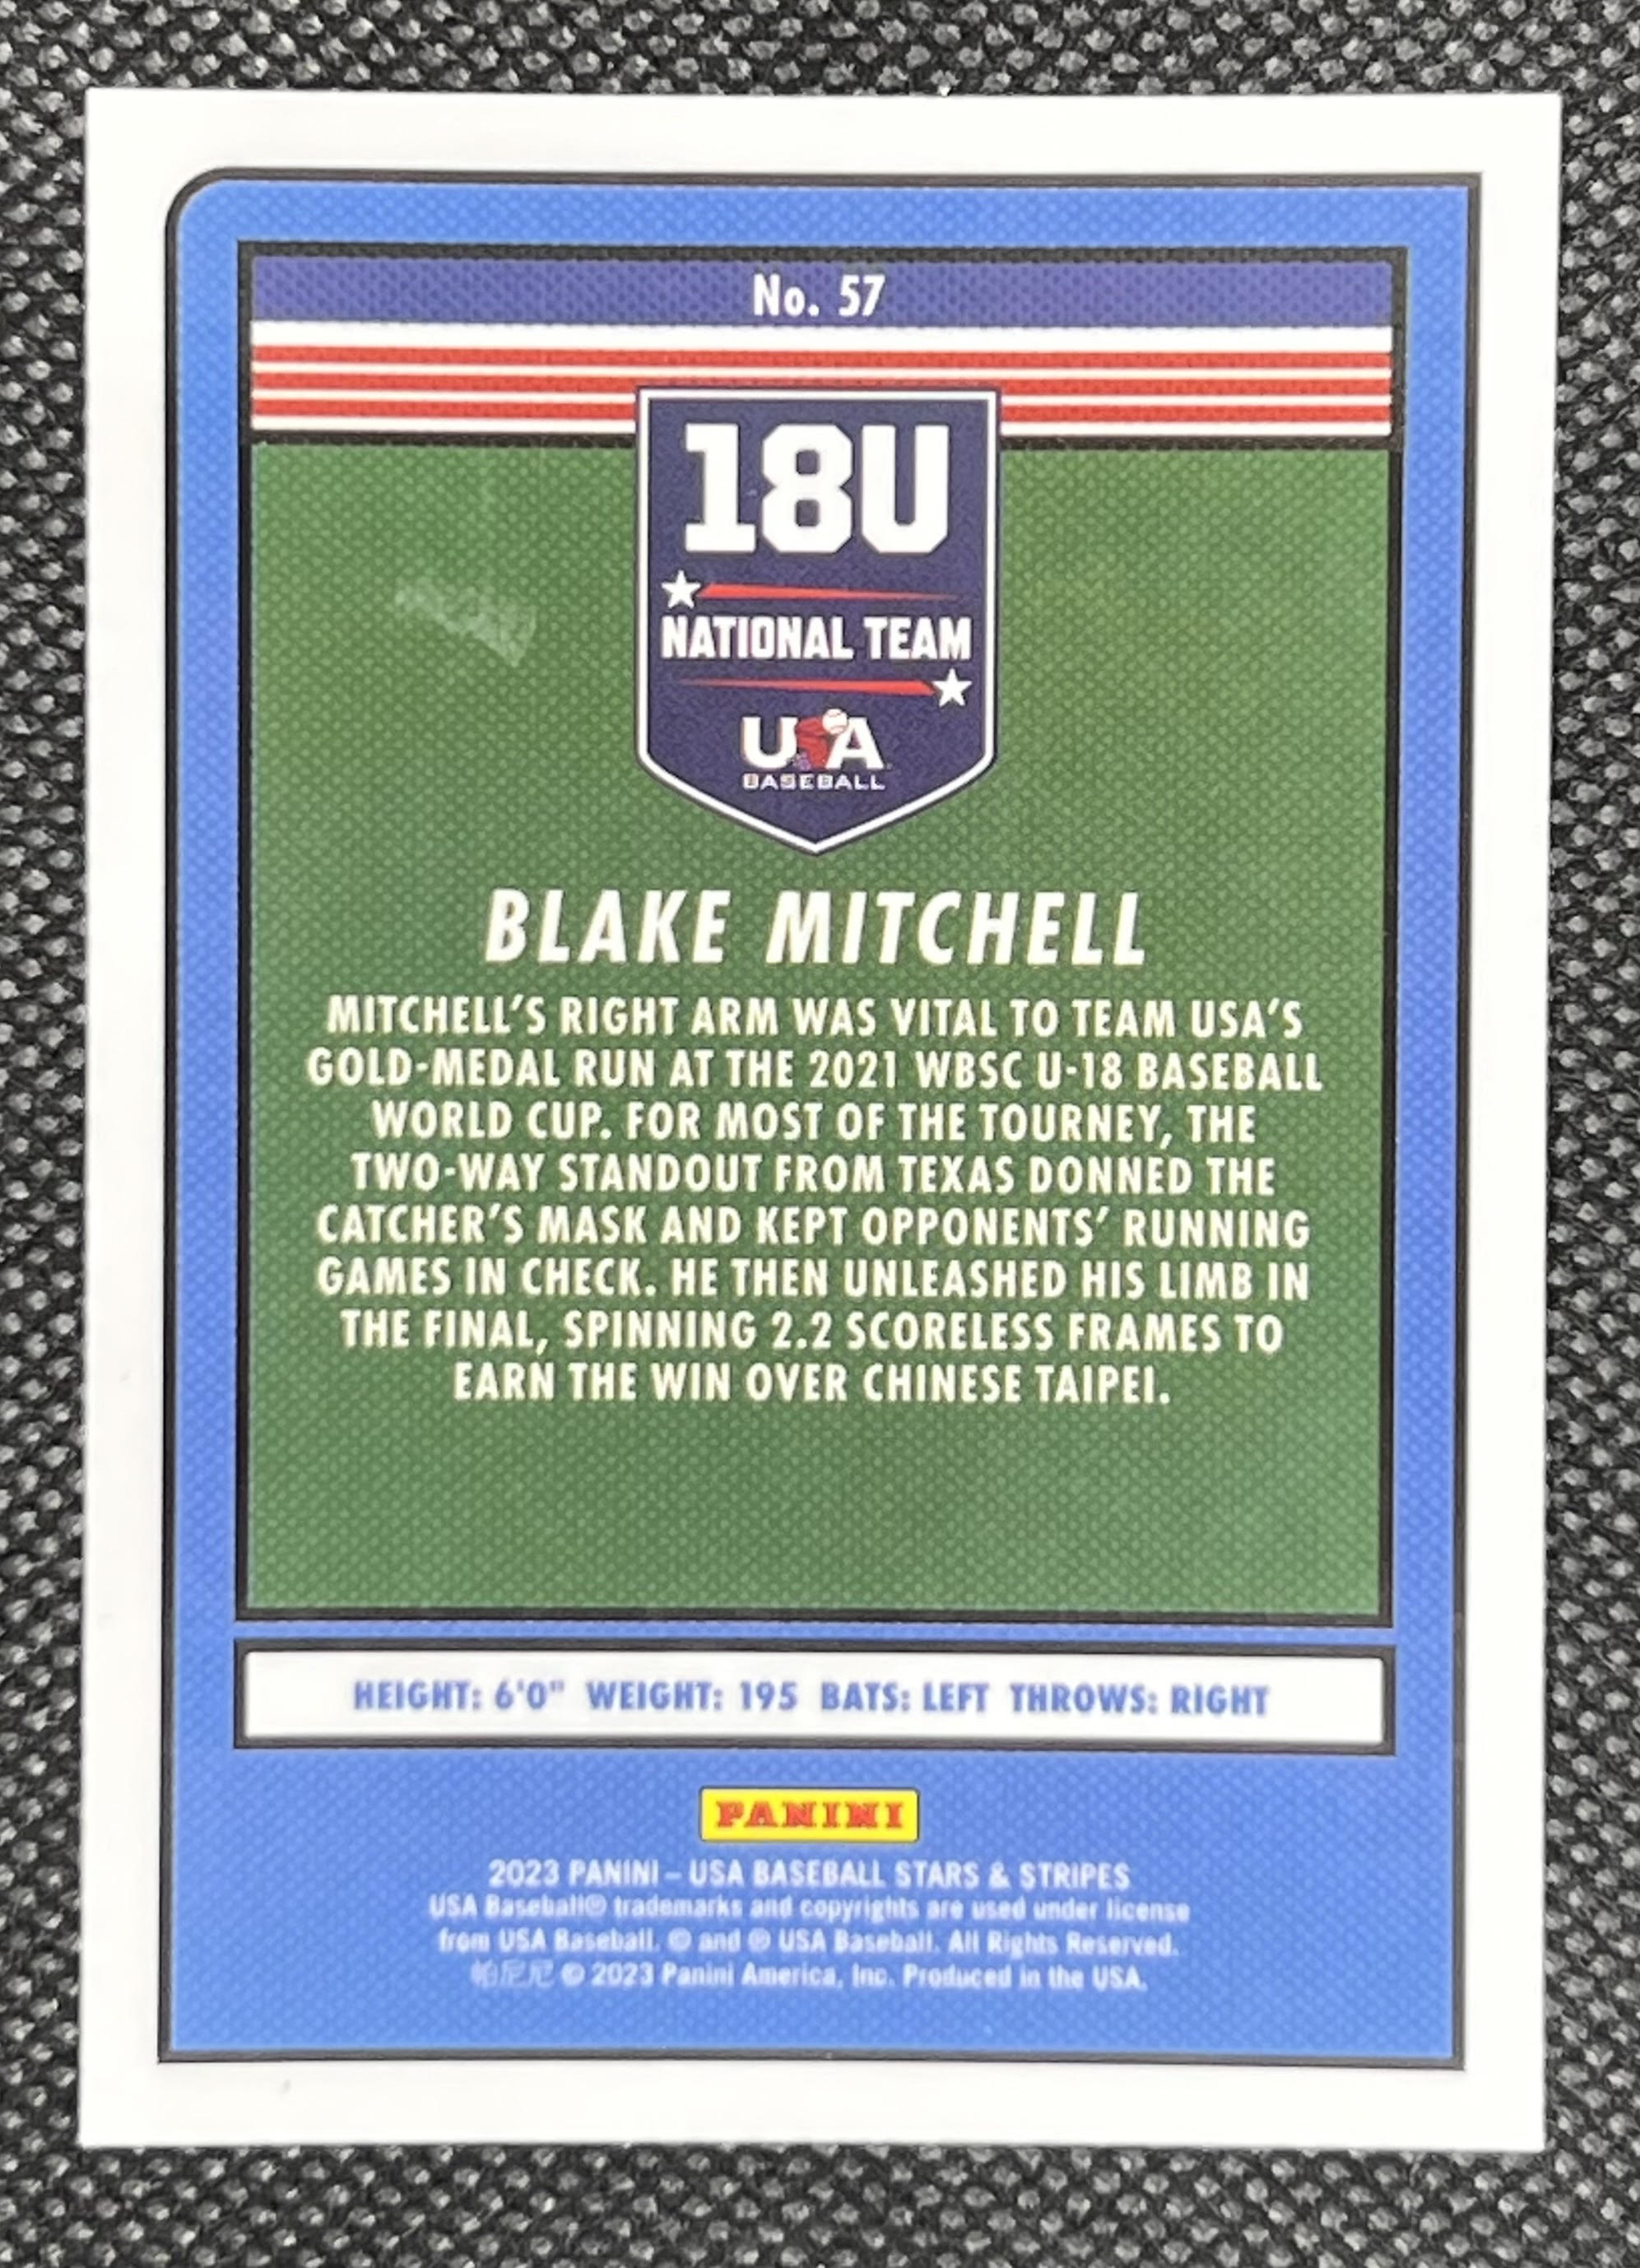 No. 57
18U
NATIONAL TEAM
USA
BASEBALL
BLAKE MITCHELL
MITCHELL'S RIGHT ARM WAS VITAL TO TEAM USA'S
GOLD-MEDAL RUN AT THE 2021 WBSC U-18 BASEBALL
WORLD CUP. FOR MOST OF THE TOURNEY, THE
TWO-WAY STANDOUT FROM TEXAS DONNED THE
CATCHER'S MASK AND KEPT OPPONENTS' RUNNING
GAMES IN CHECK. HE THEN UNLEASHED HIS LIMB IN
THE FINAL, SPINNING 2.2 SCORELESS FRAMES TO
EARN THE WIN OVER CHINESE TAIPEI.
HEIGHT: 6'0" WEIGHT: 195 BATS: LEFT THROWS: RIGHT
PANINI
2023 PANINI – USA BASEBALL STARS & STRIPES
USA Baseball® trademarks and copyrights are used under license
from USA Baseball. © and ® USA Baseball. All Rights Reserved.
帕尼尼 © 2023 Panini America, Inc. Produced in the USA.